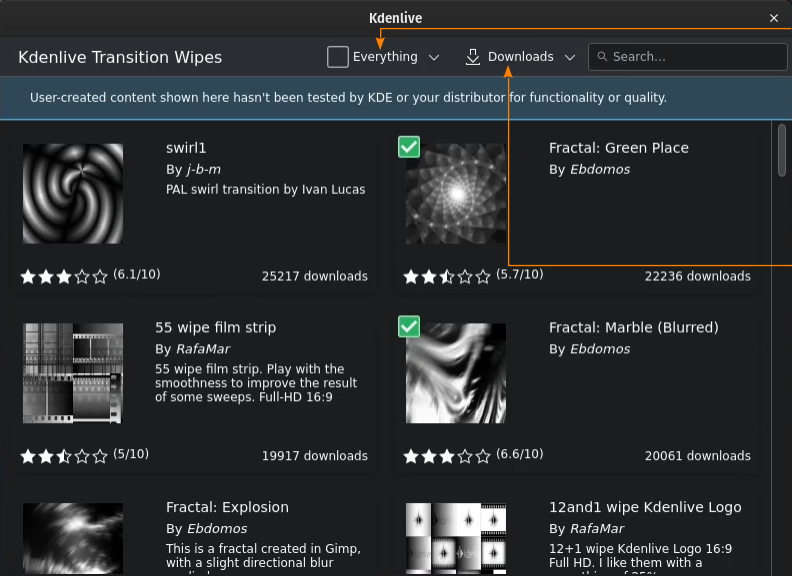 Kdenlive
Kdenlive Transition Wipes
Everything
Downloads
Search...
User-created content shown here hasn't been tested by KDE or your distributor for functionality or quality.
swirl1
By j-b-m
PAL swirl transition by Ivan Lucas
(6.1/10)
25217 downloads
Fractal: Green Place
By Ebdomos
(5.7/10)
22236 downloads
55 wipe film strip
By RafaMar
55 wipe film strip. Play with the
smoothness to improve the result
of some sweeps. Full-HD 16:9
(5/10)
19917 downloads
Fractal: Marble (Blurred)
By Ebdomos
(6.6/10)
20061 downloads
Fractal: Explosion
By Ebdomos
This is a fractal created in Gimp,
with a slight directional blur
12and1 wipe Kdenlive Logo
By RafaMar
12+1 wipe Kdenlive Logo 16:9
Full HD. I like them with a